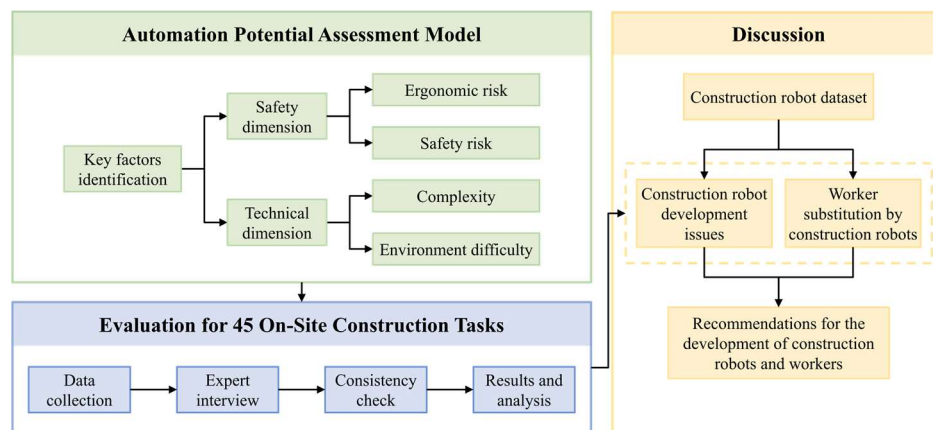 Automation Potential Assessment Model
Key factors
identification
Safety
dimension
Ergonomic risk
Safety risk
Technical
dimension
Complexity
Environment difficulty
Evaluation for 45 On-Site Construction Tasks
Data
collection
Expert
interview
Consistency
check
Results and
analysis
Discussion
Construction robot dataset
Construction robot
development
issues
Worker
substitution by
construction robots
Recommendations for the
development of construction
robots and workers